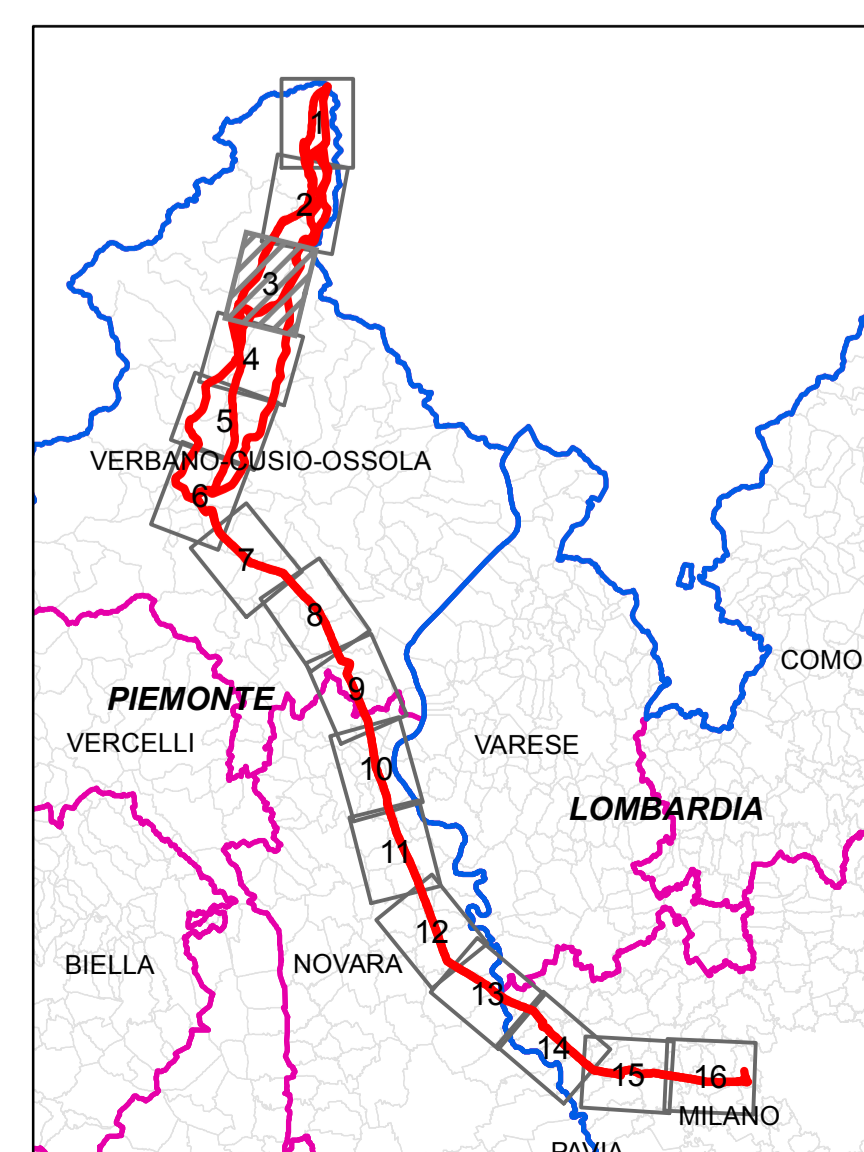 1
2
3
4
5
VERBANO-CUSIO-OSSOLA
6
7
8
COMO
9
PIEMONTE
VERCELLI
VARESE
10
LOMBARDIA
11
12
BIELLA
NOVARA
13
14
15
16
MILANO
PAVIA